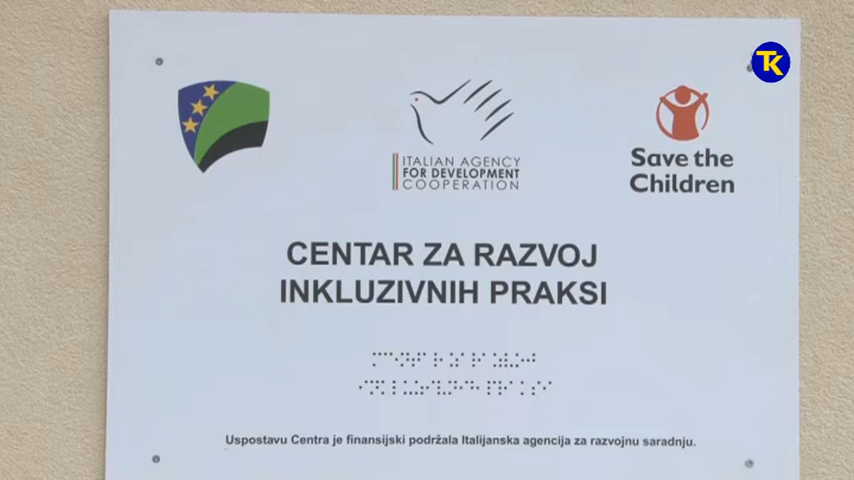 TK
ITALIAN AGENCY
FOR DEVELOPMENT
COOPERATION
Save the
Children
CENTAR ZA RAZVOJ
INKLUZIVNIH PRAKSI
Uspostavu Centra je finansijski podržala Italijanska agencija za razvojnu saradnju.